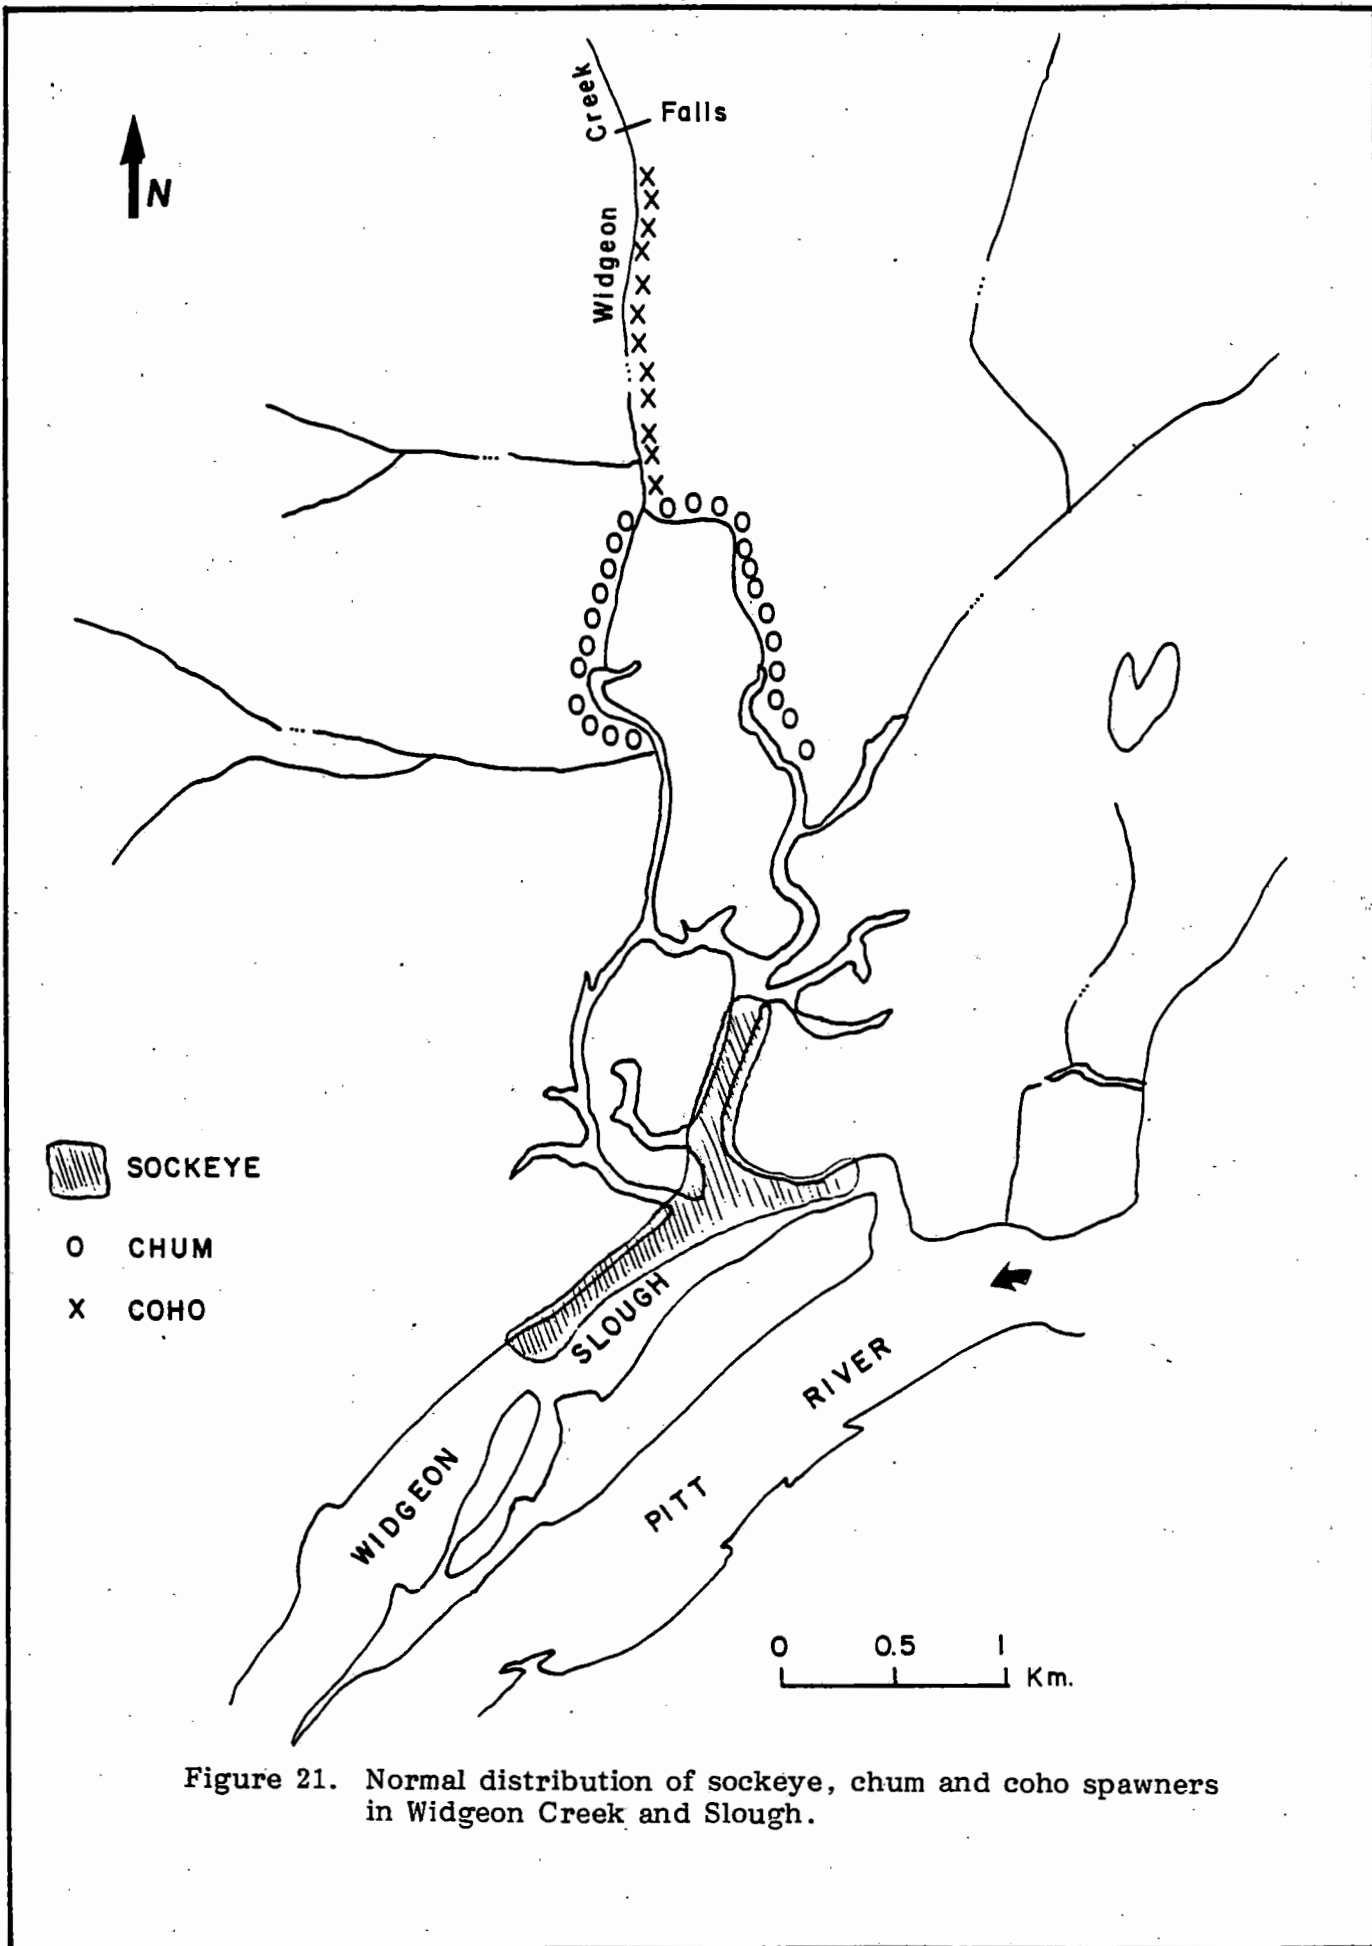 Creek
Falls
N
Widgeon
SOCKEYE
O CHUM
X COHO
SLOUGH
RIVER
WIDGEON
PITT
0 0.5 1
Km.
Figure 21. Normal distribution of sockeye, chum and coho spawners
in Widgeon Creek and Slough.